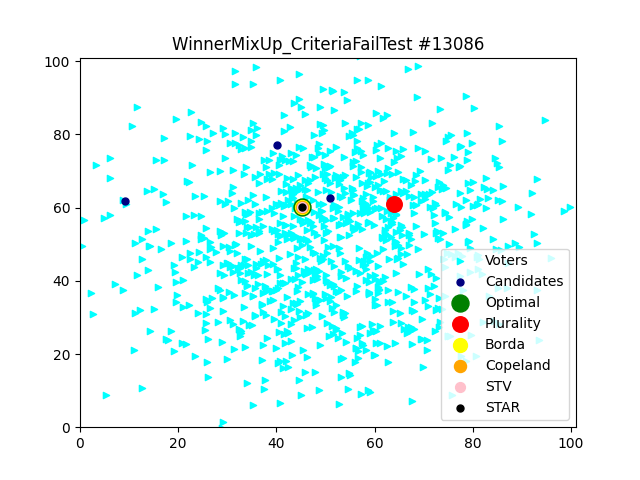 WinnerMixUp_CriteriaFailTest #13086
100
80
60
40
20
0
0 20 40 60 80 100
Voters
Candidates
Optimal
Plurality
Borda
Copeland
STV
STAR